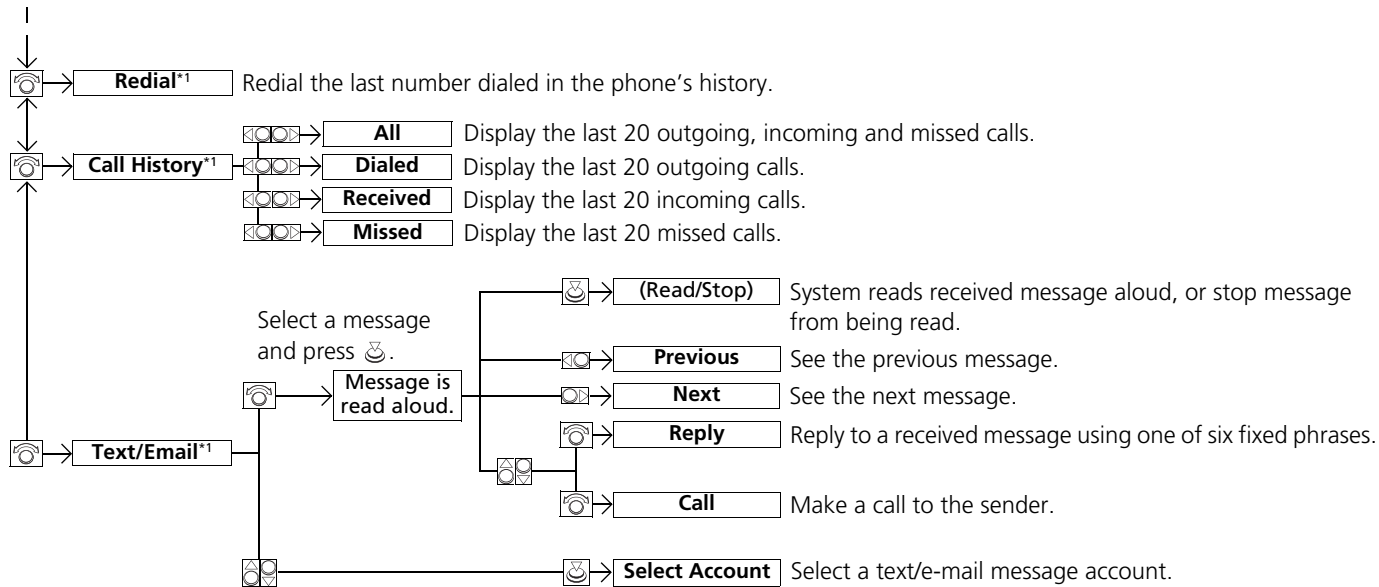 Redial*1 Redial the last number dialed in the phone's history.
All Display the last 20 outgoing, incoming and missed calls.
Call History*1 Dialed Display the last 20 outgoing calls.
Received Display the last 20 incoming calls.
Missed Display the last 20 missed calls.
(Read/Stop) System reads received message aloud, or stop message
from being read.
Select a message
and press .
Previous See the previous message.
Message is
read aloud.
Next See the next message.
Reply Reply to a received message using one of six fixed phrases.
Text/Email*1
Call Make a call to the sender.
Select Account Select a text/e-mail message account.